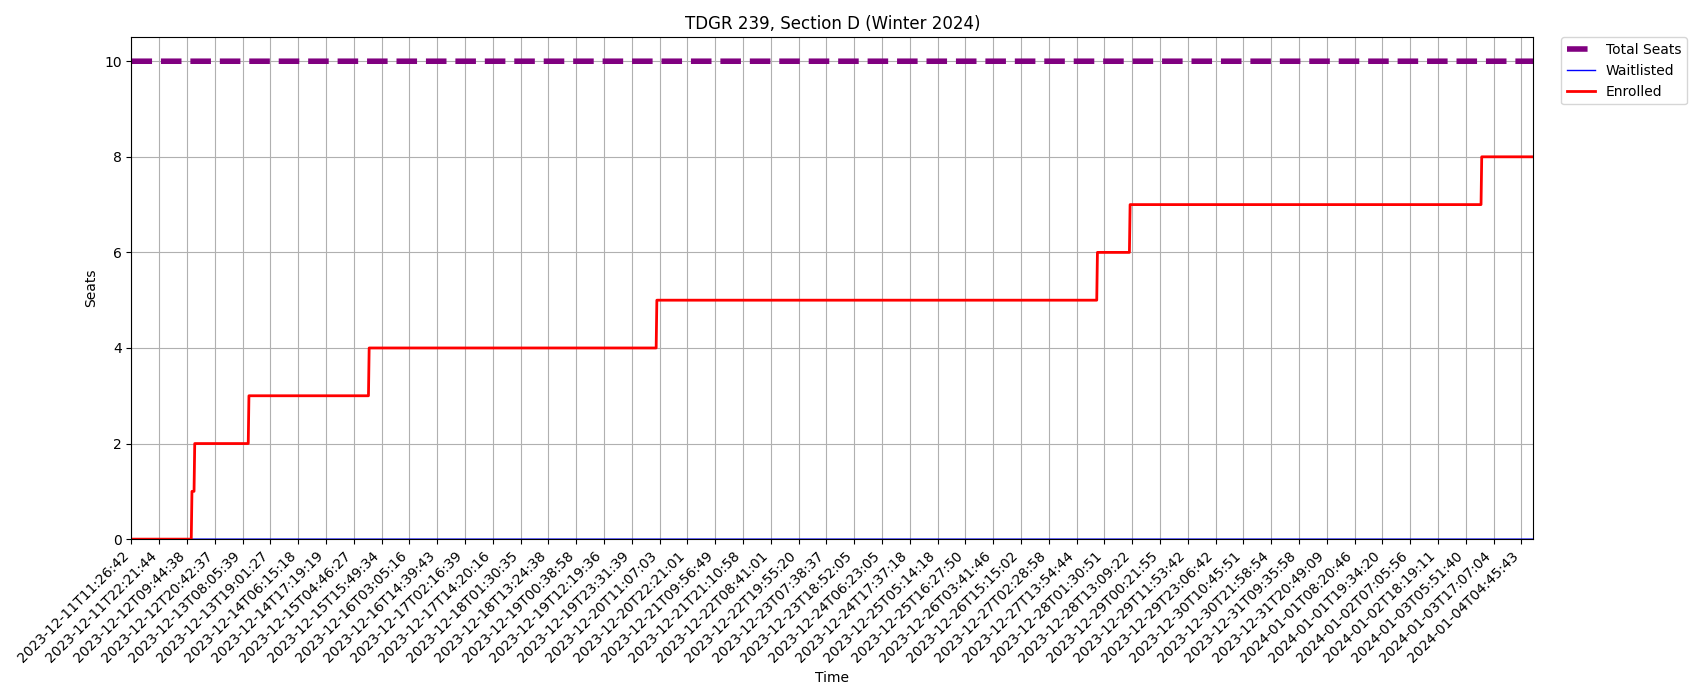 TDGR 239, Section D (Winter 2024)
Total Seats
Waitlisted
Enrolled
Seats
10
8
6
4
2
0
2023-12-11T11:26:42
2023-12-11T22:21:44
2023-12-12T09:44:38
2023-12-12T20:42:37
2023-12-13T08:05:39
2023-12-13T19:01:27
2023-12-14T06:15:18
2023-12-14T17:19:19
2023-12-15T04:46:27
2023-12-15T15:49:34
2023-12-16T03:05:16
2023-12-16T14:39:43
2023-12-17T02:16:39
2023-12-17T14:20:16
2023-12-18T01:30:35
2023-12-18T13:24:38
2023-12-19T00:38:58
2023-12-19T12:19:36
2023-12-19T23:31:39
2023-12-20T11:07:03
2023-12-20T22:21:01
2023-12-21T09:56:49
2023-12-21T21:10:58
2023-12-22T08:41:01
2023-12-22T19:55:20
2023-12-23T07:38:37
2023-12-23T18:52:05
2023-12-24T06:23:05
2023-12-24T17:37:18
2023-12-25T05:14:18
2023-12-25T16:27:50
2023-12-26T03:41:46
2023-12-26T15:15:02
2023-12-27T02:28:58
2023-12-27T13:54:44
2023-12-28T01:30:51
2023-12-28T13:09:22
2023-12-29T00:21:55
2023-12-29T11:53:42
2023-12-29T23:06:42
2023-12-30T10:45:51
2023-12-30T21:58:54
2023-12-31T09:35:58
2023-12-31T20:49:09
2024-01-01T08:20:46
2024-01-01T19:34:20
2024-01-02T07:05:56
2024-01-02T18:19:11
2024-01-03T05:51:40
2024-01-03T17:07:04
2024-01-04T04:45:43
Time